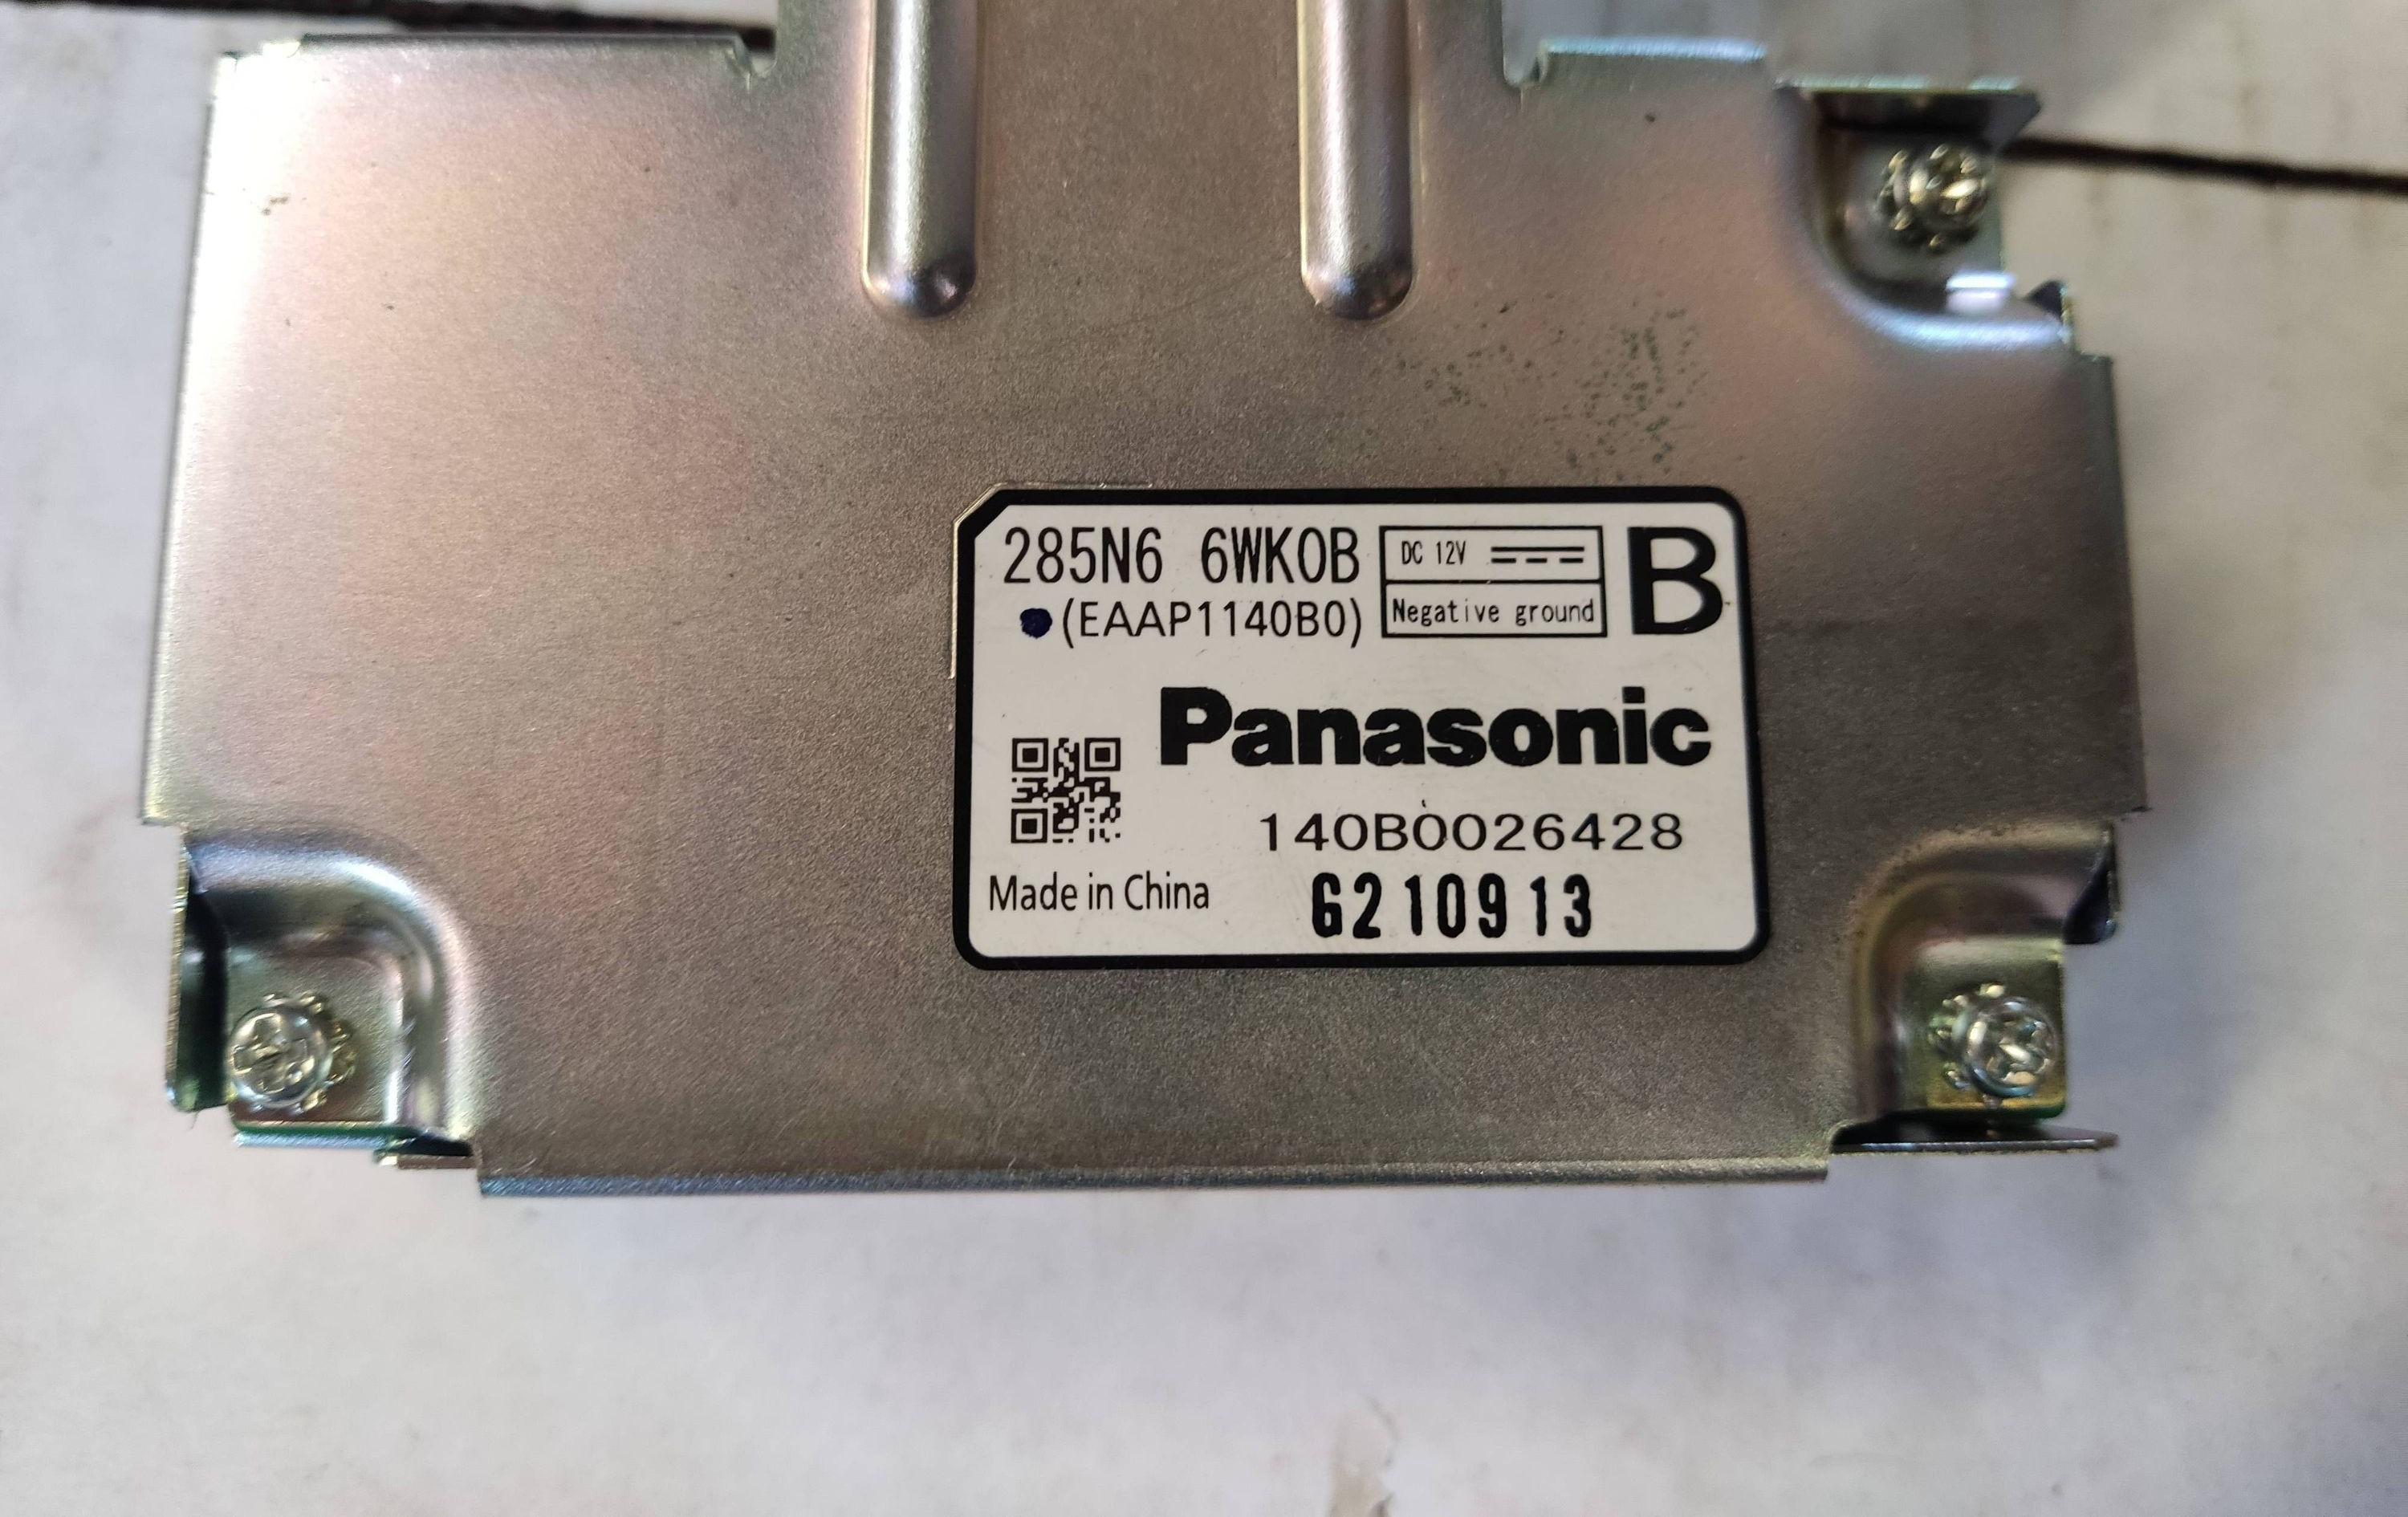 285N6 6WK0B
(EAAP1140B0)
DC 12V
Negative ground
B
Panasonic
140B0026428
Made in China
G210913